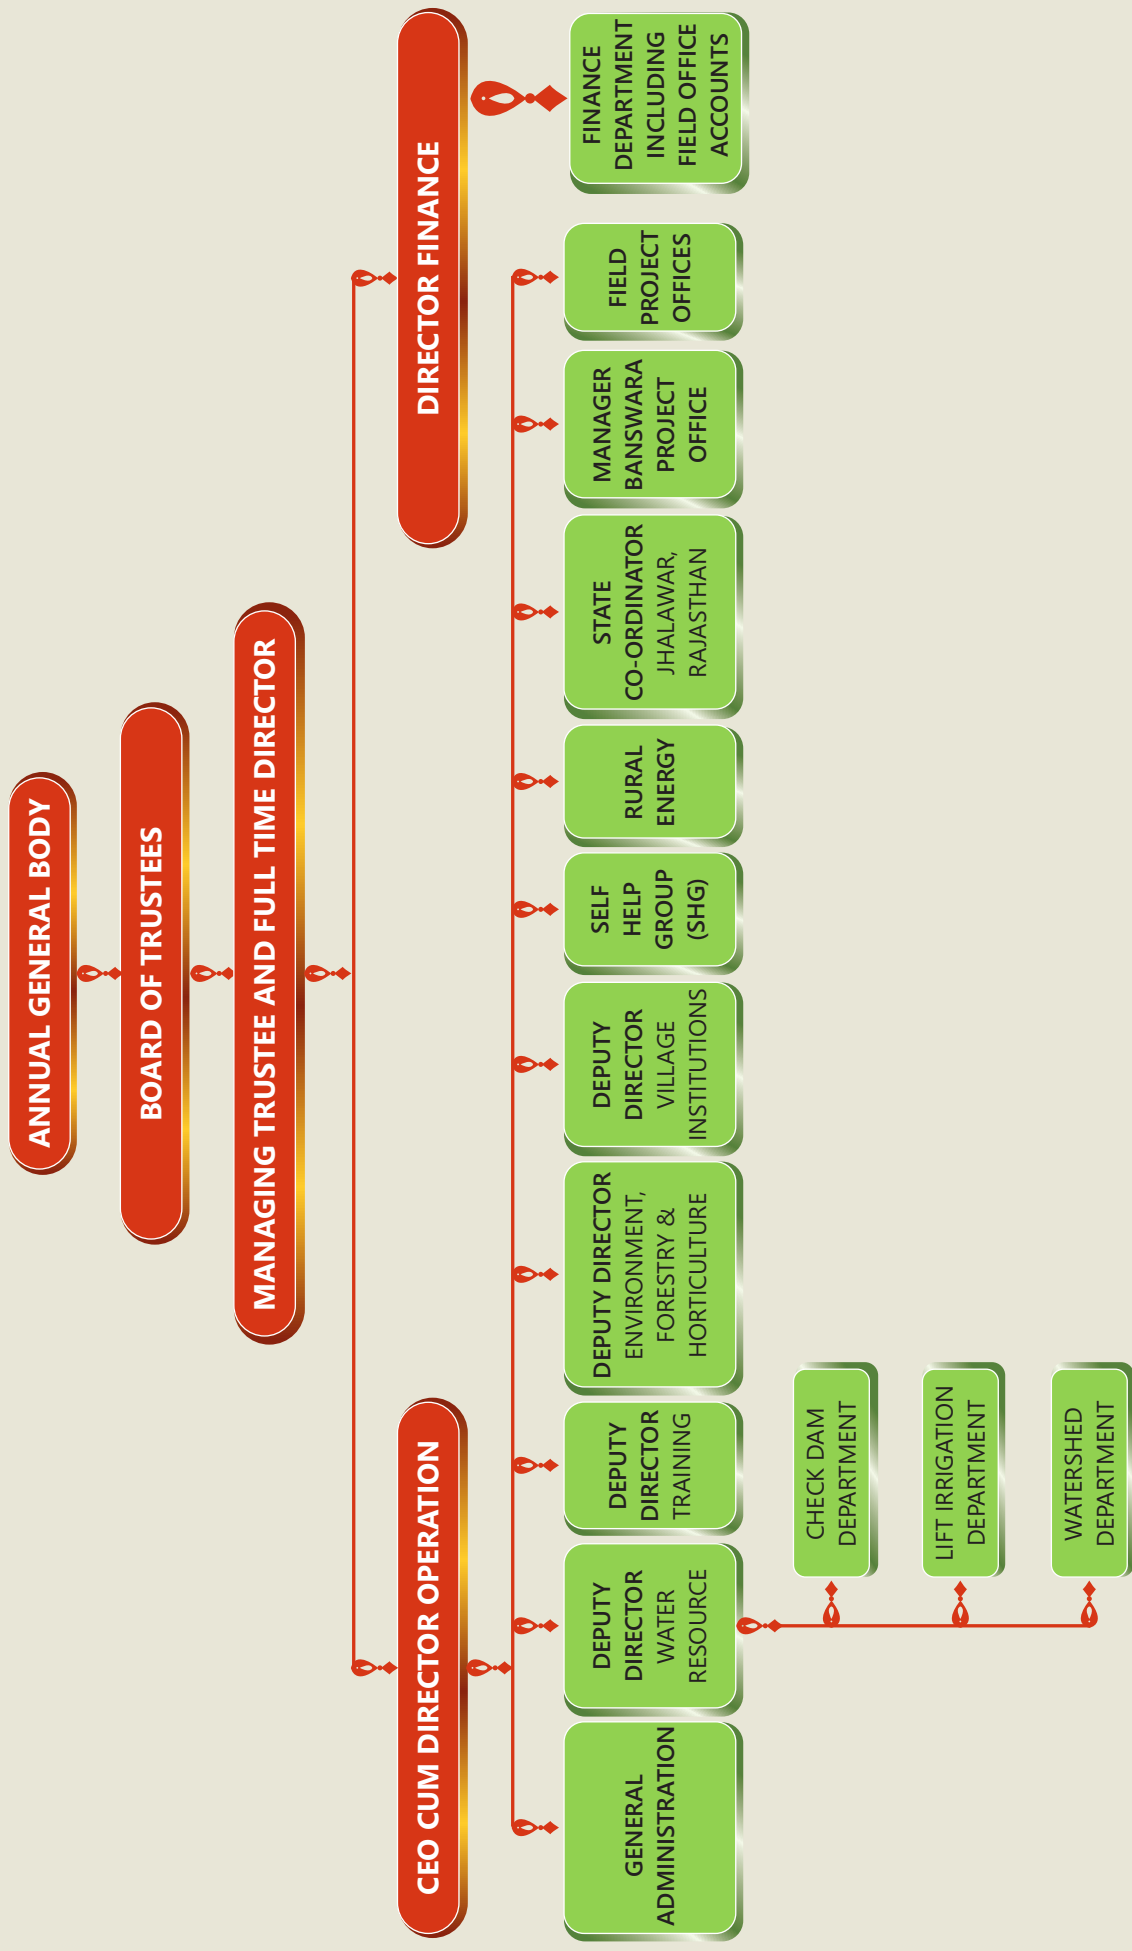 ANNUAL GENERAL BODY
BOARD OF TRUSTEES
MANAGING TRUSTEE AND FULL TIME DIRECTOR
CEO CUM DIRECTOR OPERATION
DIRECTOR FINANCE
GENERAL
ADMINISTRATION
DEPUTY
DIRECTOR
WATER
RESOURCE
DEPUTY
DIRECTOR
TRAINING
DEPUTY DIRECTOR
ENVIRONMENT,
FORESTRY &
HORTICULTURE
DEPUTY
DIRECTOR
VILLAGE
INSTITUTIONS
SELF
HELP
GROUP
(SHG)
RURAL
ENERGY
STATE
CO-ORDINATOR
JHALAWAR,
RAJASTHAN
MANAGER
BANSWARA
PROJECT
OFFICE
FIELD
PROJECT
OFFICES
FINANCE
DEPARTMENT
INCLUDING
FIELD OFFICE
ACCOUNTS
CHECK DAM
DEPARTMENT
LIFT IRRIGATION
DEPARTMENT
WATERSHED
DEPARTMENT